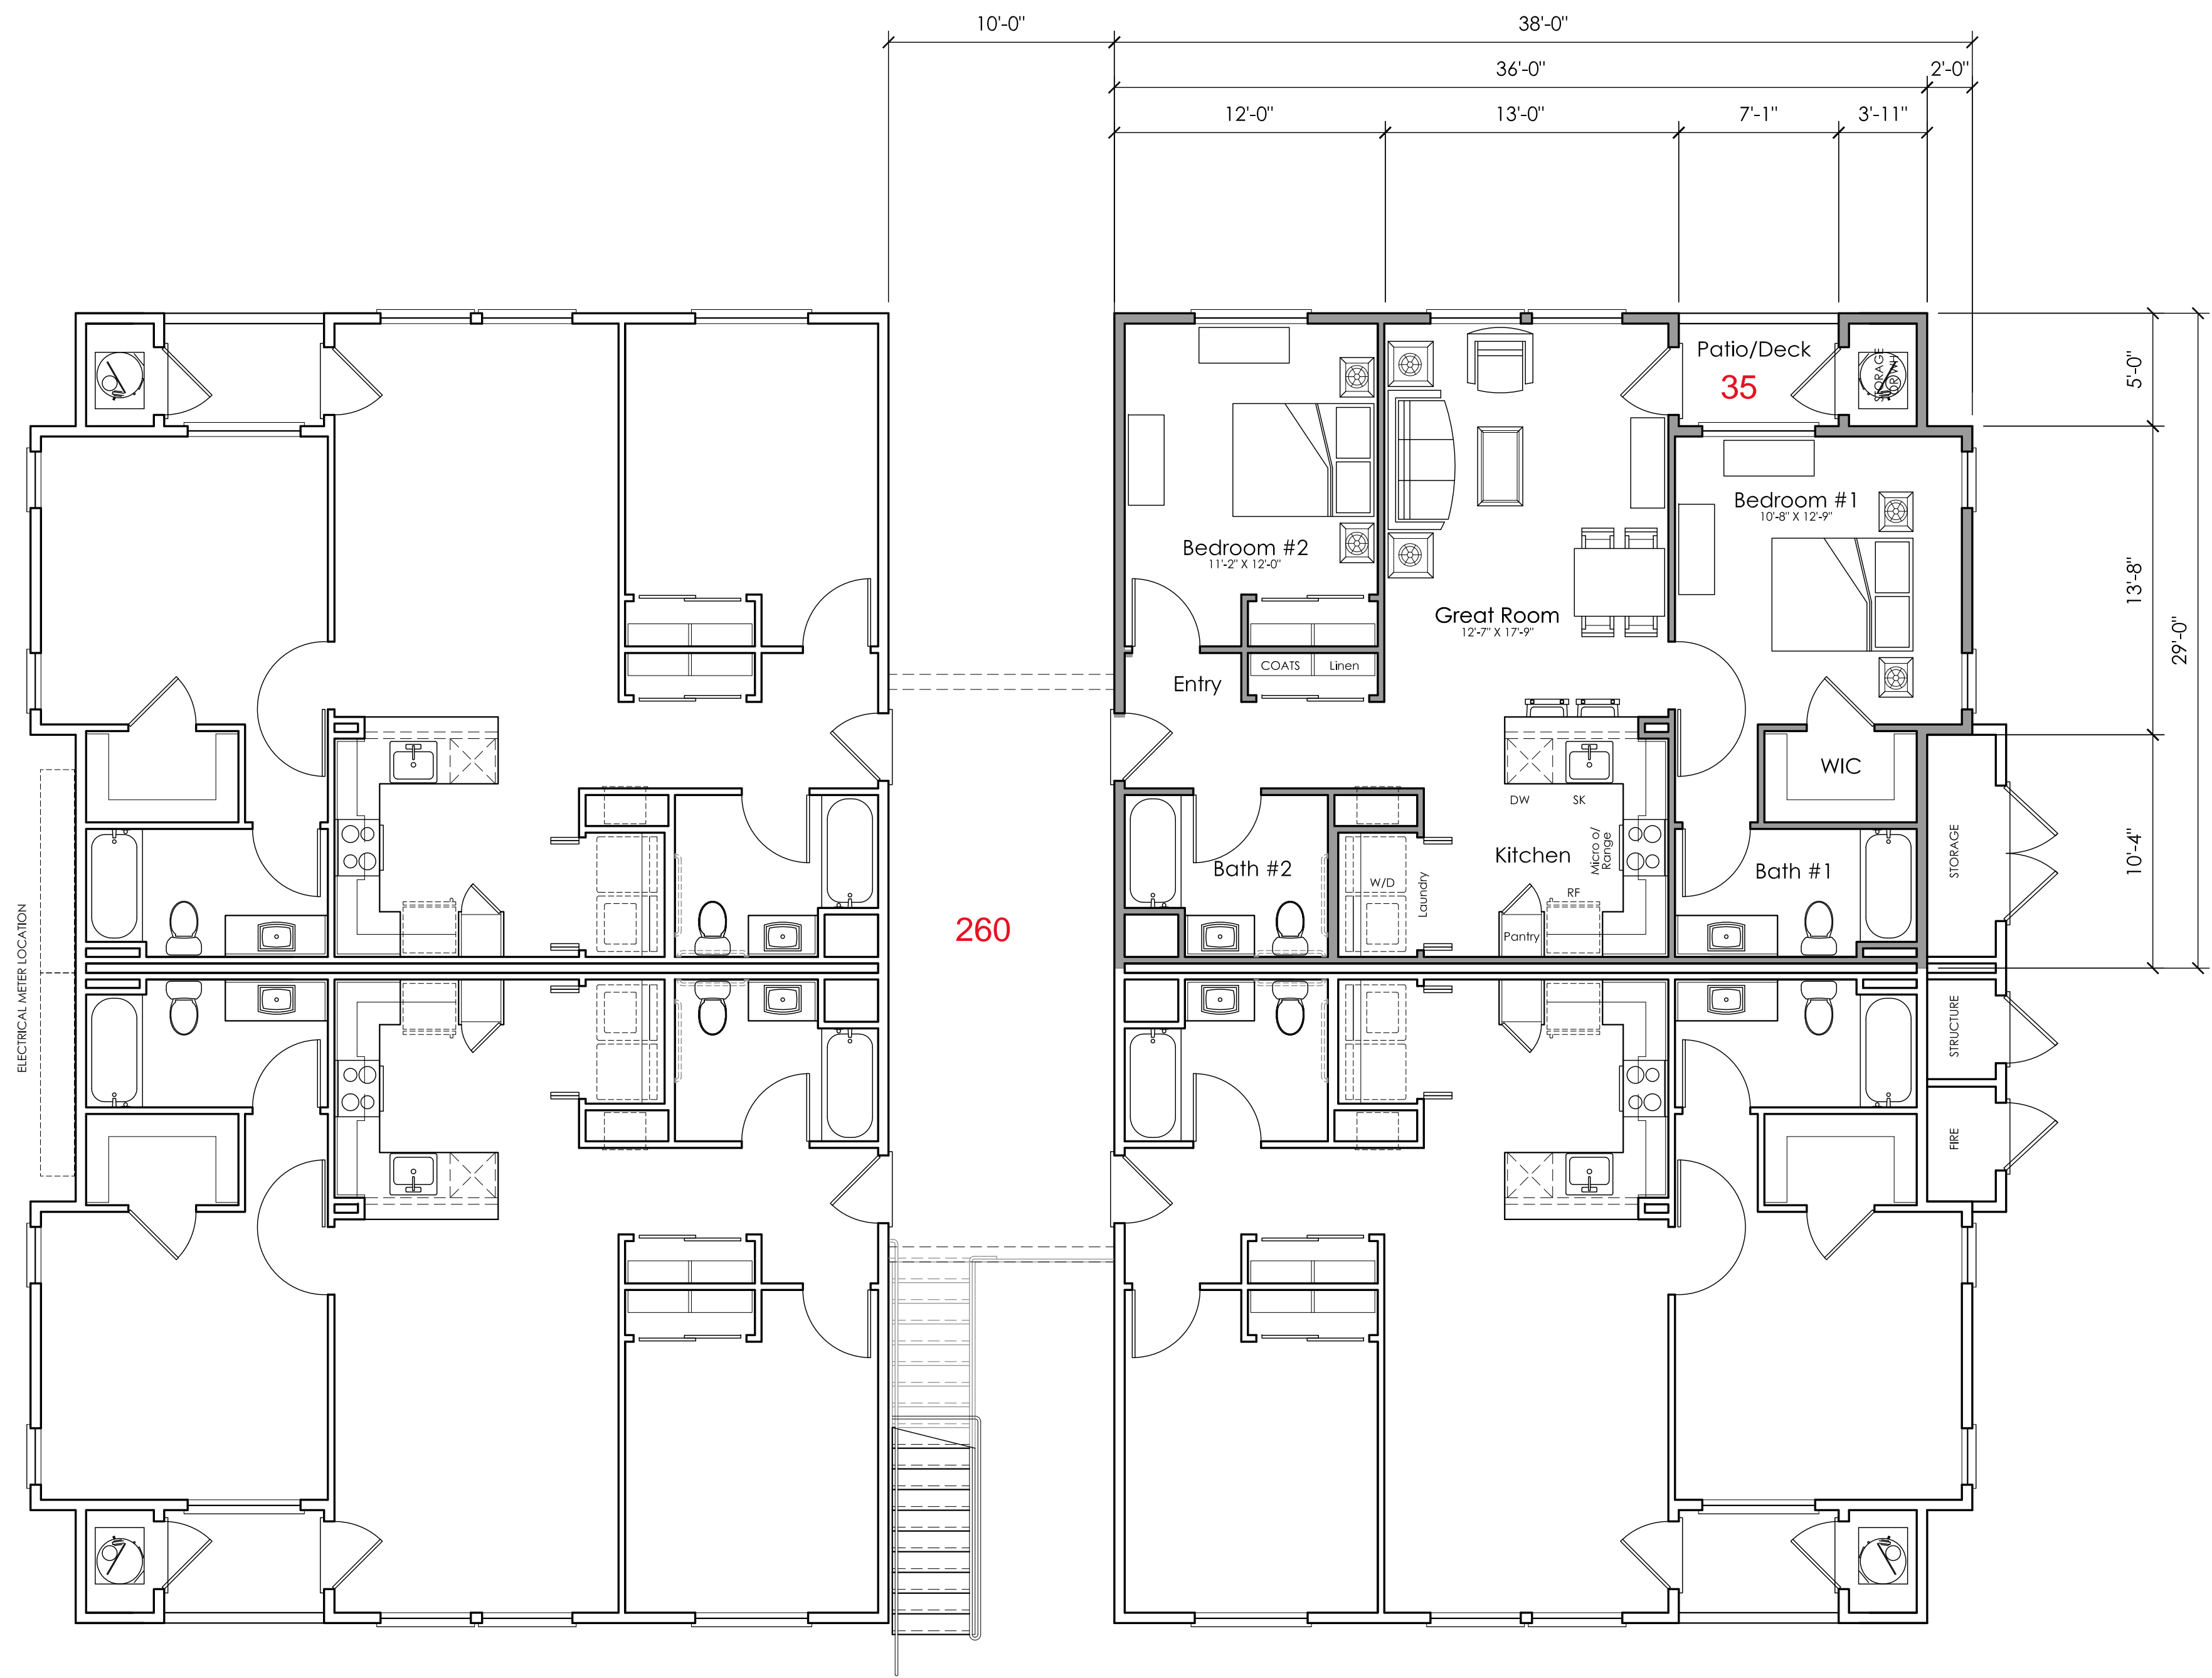 10'-0"
38'-0"
36'-0"
2'-0"
12'-0"
13'-0"
7'-1"
3'-11"
Patio/Deck
35
STORAGE
5'-0"
Bedroom #1
10'-8" X 12'-9"
Bedroom #2
11'-2" X 12'-0"
13'-8"
Great Room
12'-7" X 17'-9"
29'-0"
COATS
Linen
Entry
WIC
DW
SK
Kitchen
Micro o/
Range
STORAGE
10'-4"
Bath #2
W/D
Laundry
RF
Bath #1
Pantry
260
ELECTRICAL METER LOCATION
STRUCTURE
FIRE